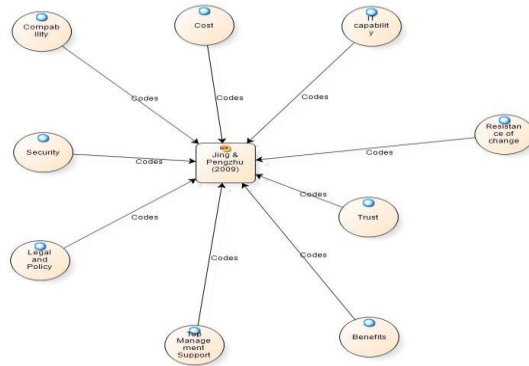 Compab
ility
Cost
IT
capabilit
y
Codes
Codes
Codes
Resistan
ce of
change
Codes
Jing &
Pengzhu
(2009)
Security
Codes
Codes
Trust
Codes
Legal
and
Policy
Codes
Codes
Top
Manage
ment
Support
Benefits